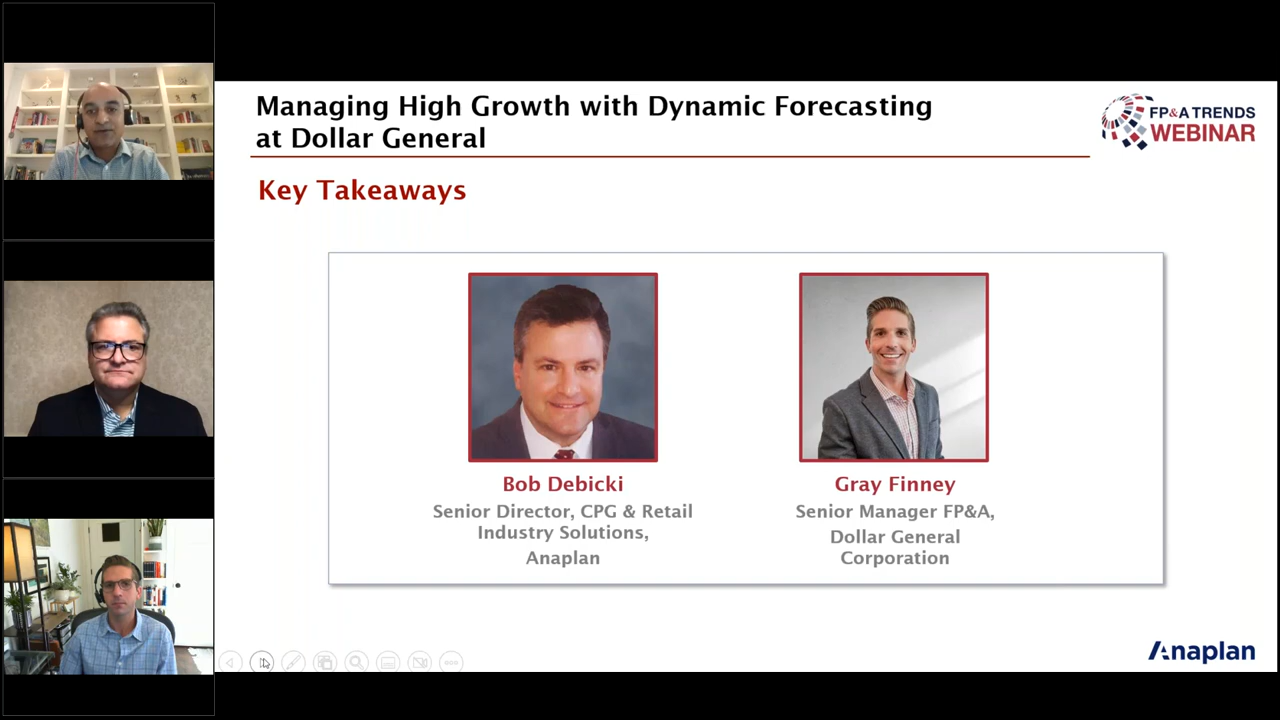 Managing High Growth with Dynamic Forecasting
at Dollar General
FP&A TRENDS
WEBINAR
Key Takeaways
Bob Debicki
Senior Director, CPG & Retail
Industry Solutions,
Anaplan
Gray Finney
Senior Manager FP&A,
Dollar General
Corporation
Anaplan